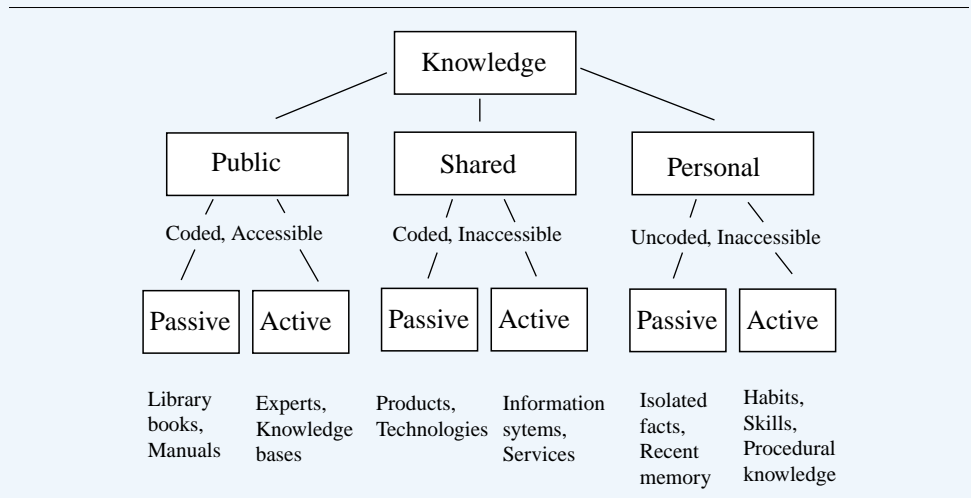 Knowledge
Public
Shared
Personal
Coded, Accessible
Coded, Inaccessible
Uncoded, Inaccessible
Passive
Active
Passive
Active
Passive
Active
Library
books,
Manuals
Experts,
Knowledge
bases
Products,
Technologies
Information
sytems,
Services
Isolated
facts,
Recent
memory
Habits,
Skills,
Procedural
knowledge